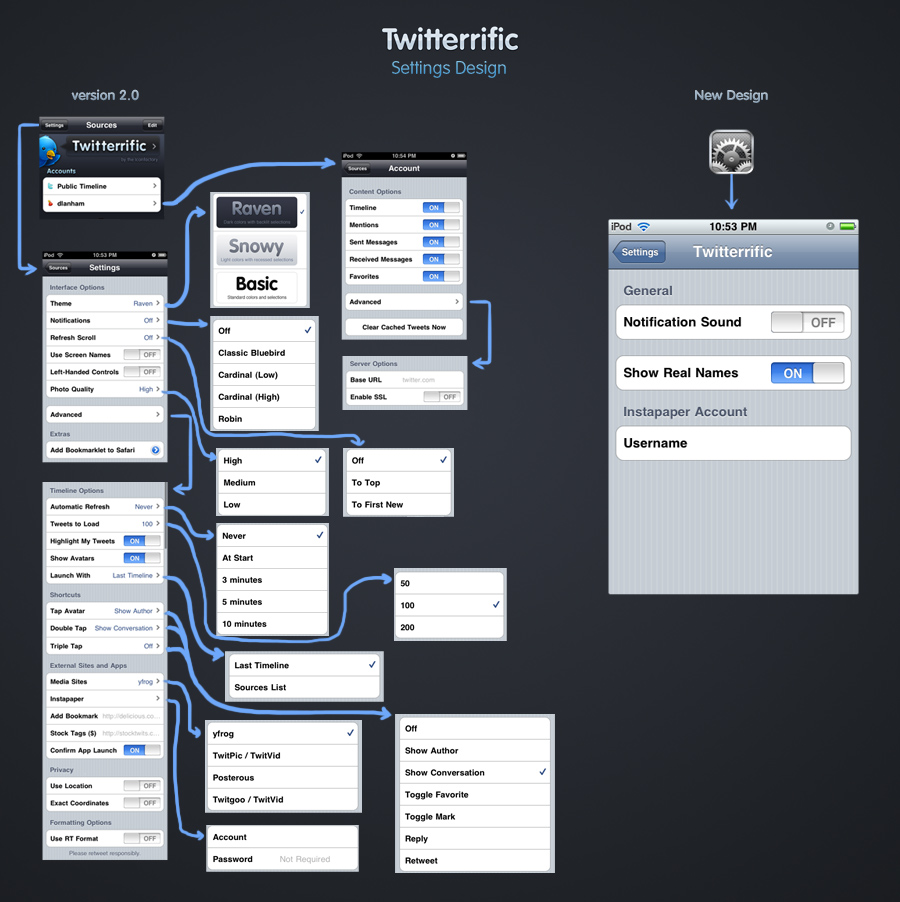 Twitterrific
Settings Design
version 2.0
New Design
Settings Sources Edit
Twitterrific
by the Iconfactory
Accounts
Public Timeline
dlanham
iPod 10:53 PM
Sources Settings
Interface Options
Theme Raven
Notifications Off
Refresh Scroll Off
Use Screen Names OFF
Left-Handed Controls OFF
Photo Quality High
Advanced
Extras
Add Bookmarklet to Safari
Timeline Options
Automatic Refresh Never
Tweets to Load 100
Highlight My Tweets ON
Show Avatars ON
Launch With Last Timeline
Shortcuts
Tap Avatar Show Author
Double Tap Show Conversation
Triple Tap Off
External Sites and Apps
Media Sites yfrog
Instapaper
Add Bookmark http://delicious.co...
Stock Tags ($) http://stocktwits.c...
Confirm App Launch ON
Privacy
Use Location OFF
Exact Coordinates OFF
Formatting Options
Use RT Format OFF
Please retweet responsibly.
Raven
Dark colors with backlit selections
Snowy
Light colors with recessed selections
Basic
Standard colors and selections
Off
Classic Bluebird
Cardinal (Low)
Cardinal (High)
Robin
High
Medium
Low
Off
To Top
To First New
Never
At Start
3 minutes
5 minutes
10 minutes
50
100
200
Last Timeline
Sources List
yfrog
TwitPic / TwitVid
Posterous
Twitgoo / TwitVid
Account
Password Not Required
Off
Show Author
Show Conversation
Toggle Favorite
Toggle Mark
Reply
Retweet
iPod 10:54 PM
Sources Account
Content Options
Timeline ON
Mentions ON
Sent Messages ON
Received Messages ON
Favorites ON
Advanced
Clear Cached Tweets Now
Server Options
Base URL twitter.com
Enable SSL OFF
iPod 10:53 PM
Settings Twitterrific
General
Notification Sound OFF
Show Real Names ON
Instapaper Account
Username